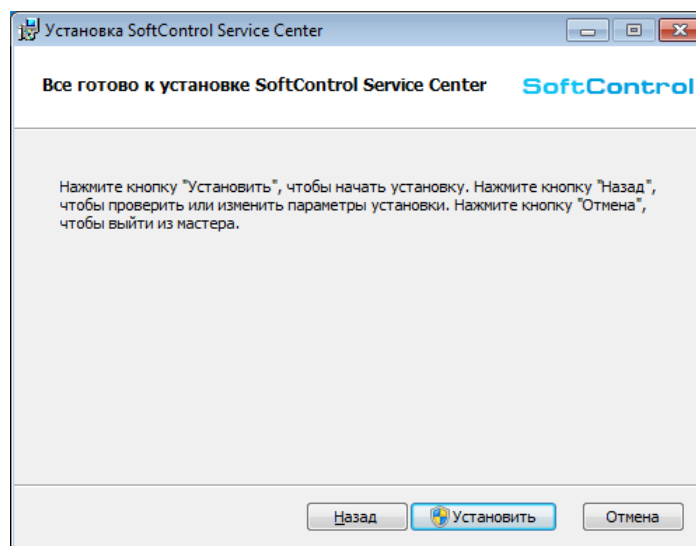 Установка SoftControl Service Center
Все готово к установке SoftControl Service Center
SoftControl
Нажмите кнопку "Установить", чтобы начать установку. Нажмите кнопку "Назад",
чтобы проверить или изменить параметры установки. Нажмите кнопку "Отмена",
чтобы выйти из мастера.
Назад
Установить
Отмена